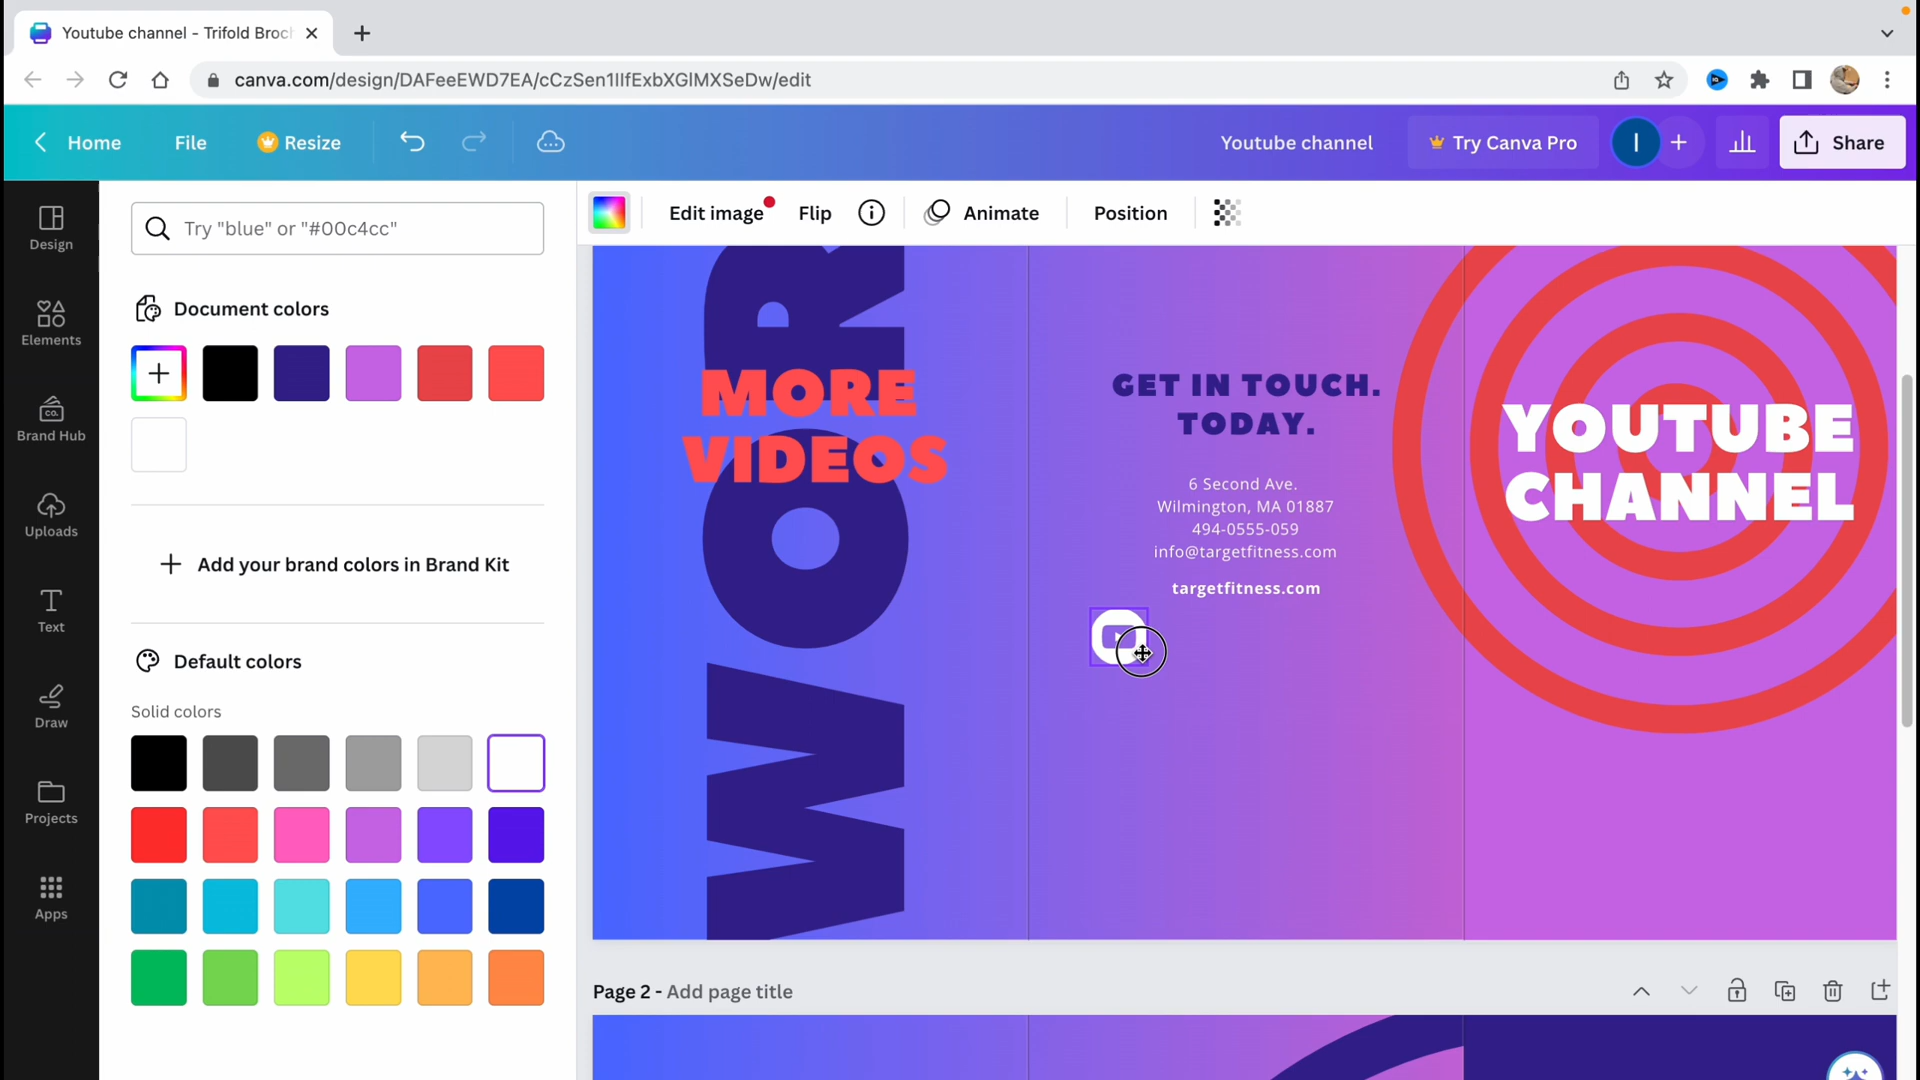 Youtube channel - Trifold Broc
canva.com/design/DAFeeEWD7EA/cCzSen1IIfExbXGlMXSeDw/edit
Home
File
Resize
Youtube channel
Try Canva Pro
I
Share
Design
Elements
Brand Hub
Uploads
Text
Draw
Projects
Apps
Try "blue" or "#00c4cc"
Document colors
Add your brand colors in Brand Kit
Default colors
Solid colors
Edit image
Flip
Animate
Position
WOR
MORE
VIDEOS
GET IN TOUCH.
TODAY.
6 Second Ave.
Wilmington, MA 01887
494-0555-059
info@targetfitness.com
targetfitness.com
YOUTUBE
CHANNEL
Page 2 - Add page title